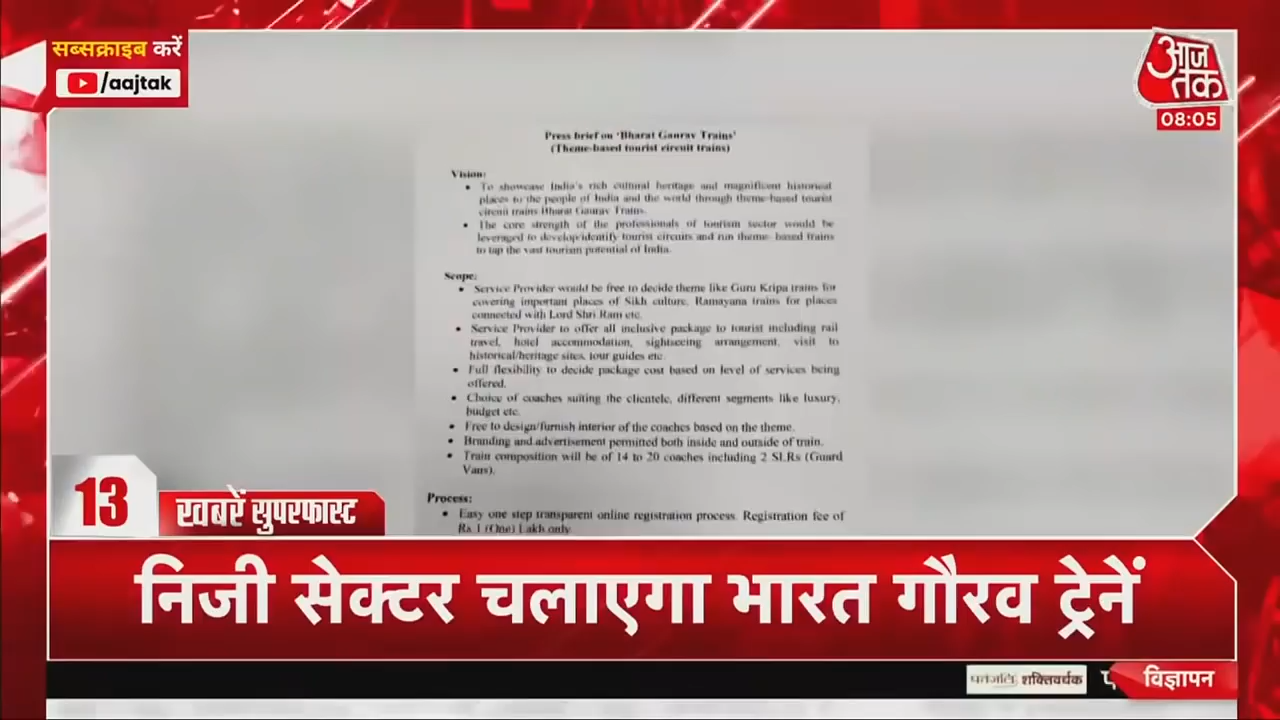 सब्सक्राइब करें
/aajtak
आज
तक
08:05
Press brief on 'Bharat Gaurav Trains'
(Theme-based tourist circuit trains)
Vision:
• To showcase India's rich cultural heritage and magnificent historical
places to the people of India and the world through theme-based tourist
circuit trains Bharat Gaurav Trains.
• The core strength of the professionals of tourism sector would be
leveraged to develop/identify tourist circuits and run theme-based trains
to tap the vast tourism potential of India.
Scope:
• Service Provider would be free to decide theme like Guru Kripa trains for
covering important places of Sikh culture, Ramayana trains for places
connected with Lord Shri Ram etc.
• Service Provider to offer all inclusive package to tourist including rail
travel, hotel accommodation, sightseeing arrangement, visit to
historical/heritage sites, tour guides etc.
• Full flexibility to decide package cost based on level of services being
offered.
• Choice of coaches suiting the clientele, different segments like luxury,
budget etc.
• Free to design/furnish interior of the coaches based on the theme.
• Branding and advertisement permitted both inside and outside of train.
• Train composition will be of 14 to 20 coaches including 2 SLRs (Guard
Vans).
Process:
• Easy one step transparent online registration process. Registration fee of
Rs.1 (One) Lakh only.
13
खबरें सुपरफास्ट
निजी सेक्टर चलाएगा भारत गौरव ट्रेनें
पतंजलि शक्तिवर्धक
विज्ञापन